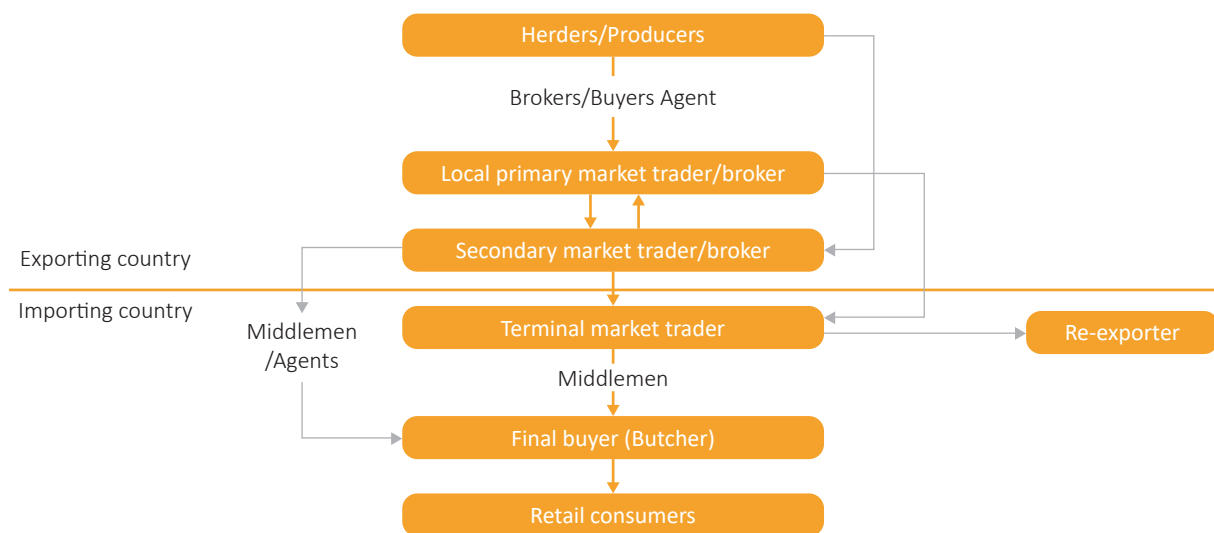 Herders/Producers
Brokers/Buyers Agent
Local primary market trader/broker
Secondary market trader/broker
Exporting country
Importing country
Terminal market trader
Re-exporter
Middlemen
/Agents
Middlemen
Final buyer (Butcher)
Retail consumers